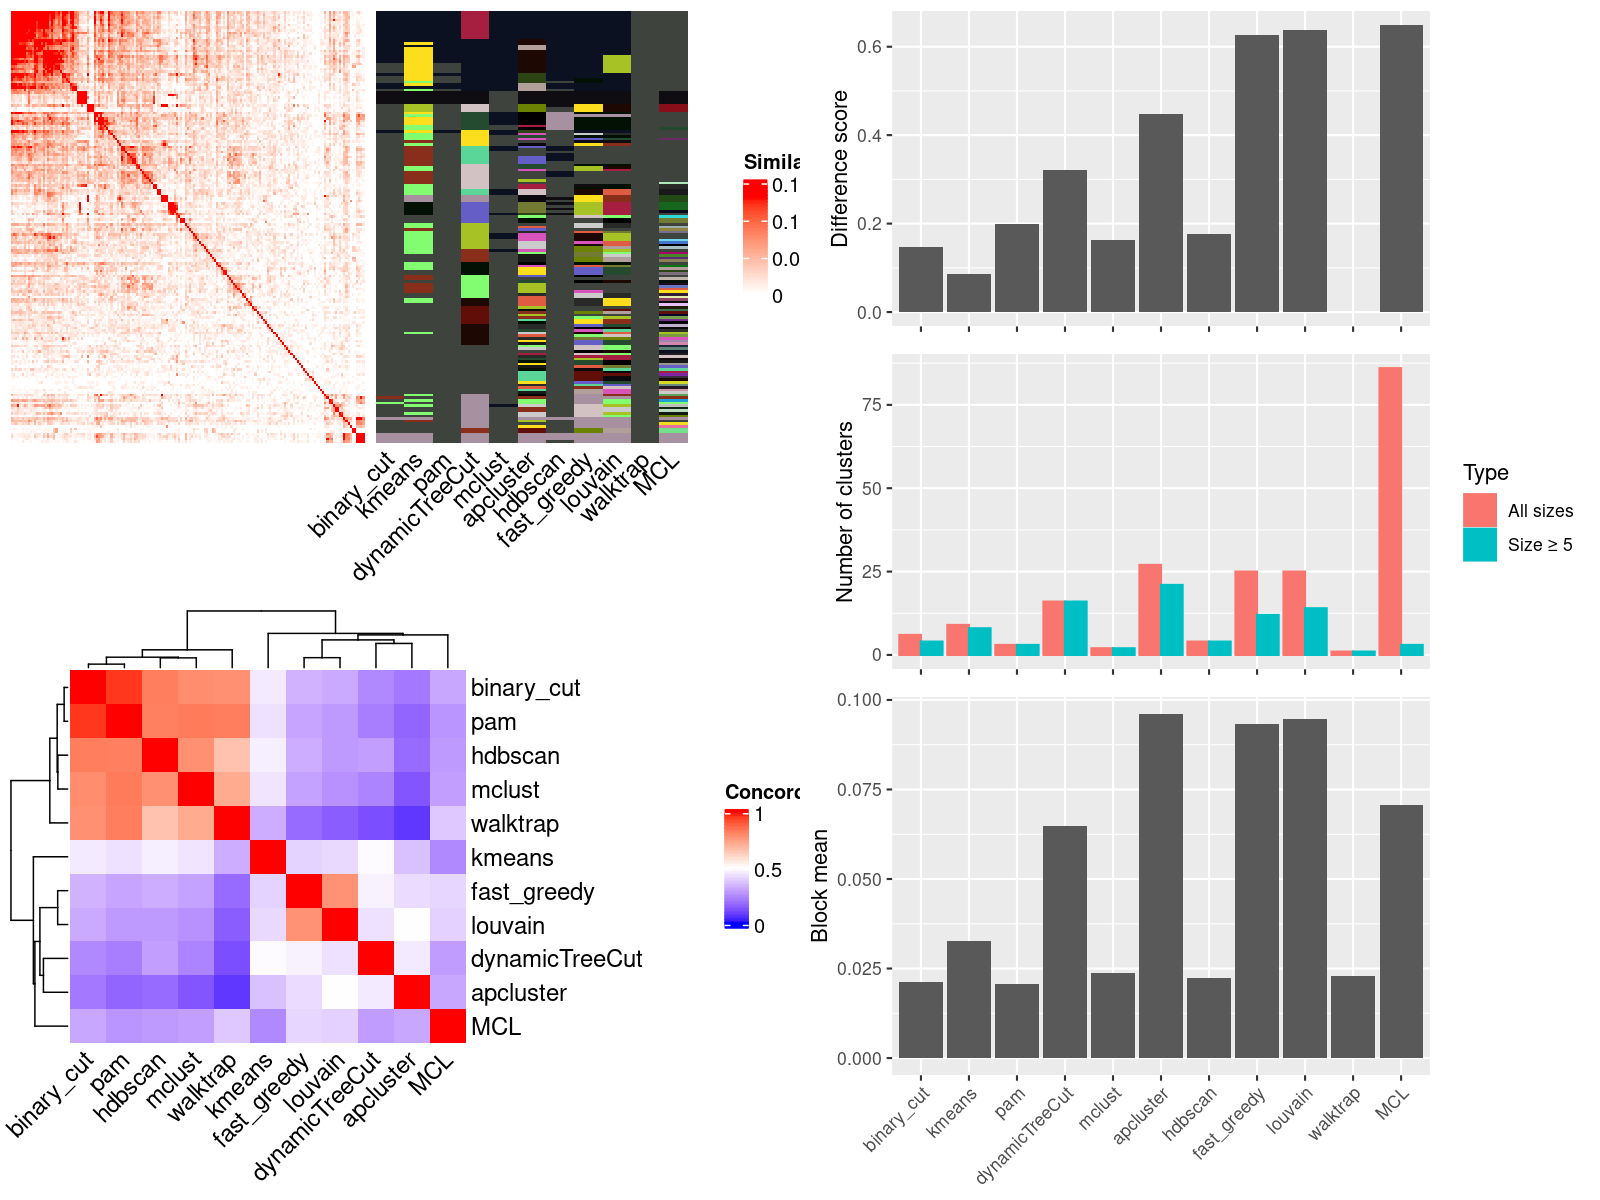 Simila
0.1
0.1
0.0
0
binary_cut
kmeans
pam
dynamicTreeCut
mclust
apcluster
hdbscan
fast_greedy
louvain
walktrap
MCL
binary_cut
pam
hdbscan
mclust
walktrap
kmeans
fast_greedy
louvain
dynamicTreeCut
apcluster
MCL
binary_cut
pam
hdbscan
mclust
walktrap
kmeans
fast_greedy
louvain
dynamicTreeCut
apcluster
MCL
Concord
1
0.5
0
Difference score
0.6
0.4
0.2
0.0
Number of clusters
75
50
25
0
Type
All sizes
Size ≥ 5
Block mean
0.100
0.075
0.050
0.025
0.000
binary_cut
kmeans
pam
dynamicTreeCut
mclust
apcluster
hdbscan
fast_greedy
louvain
walktrap
MCL